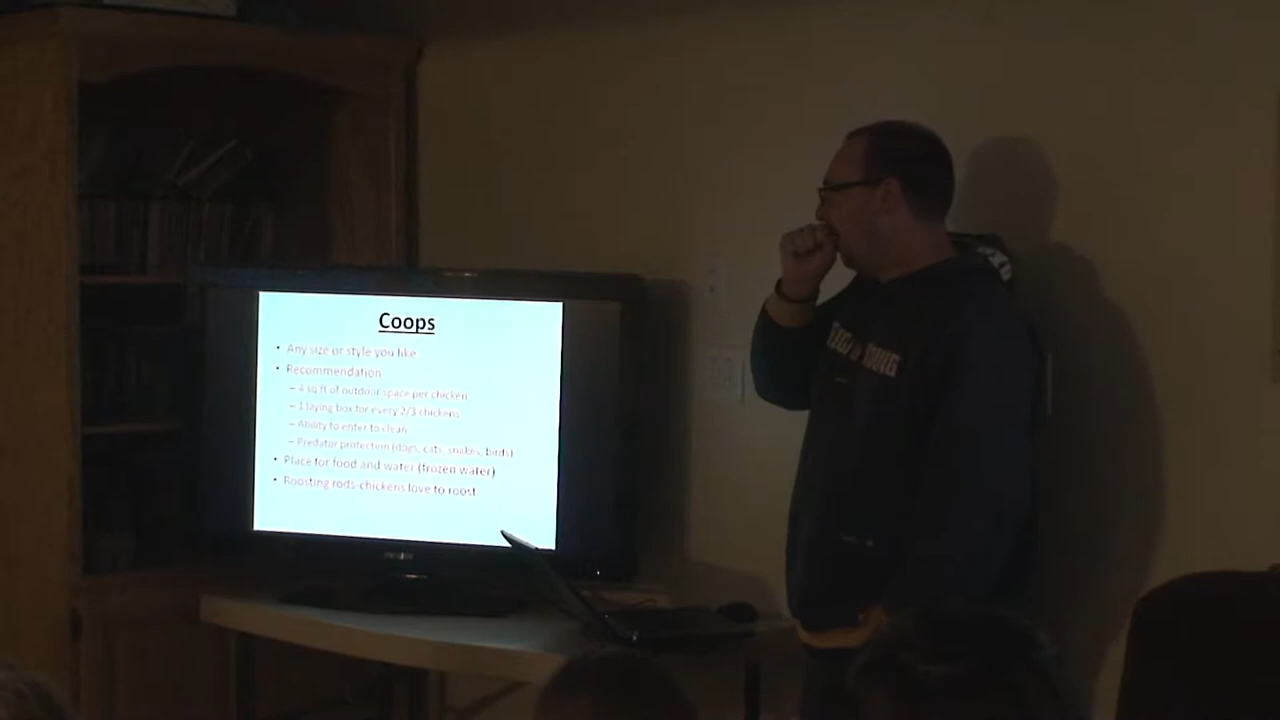 Coops
• Any size or style you like
• Recommendation
– 4 sq ft of outdoor space per chicken
– 1 laying box for every 2/3 chickens
– Ability to enter to clean
– Predator protection (dogs, cats, snakes, birds)
• Place for food and water (frozen water)
• Roosting rods-chickens love to roost